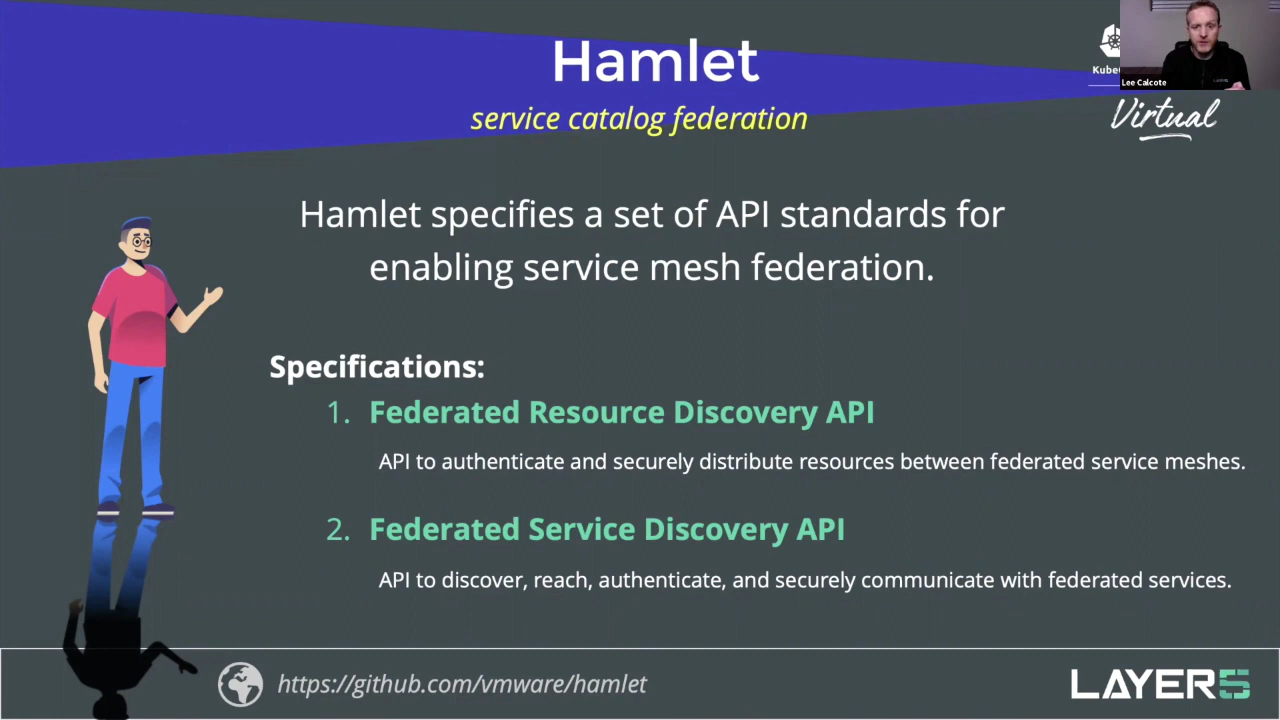 Hamlet
service catalog federation
Lee Calcote
Virtual
Hamlet specifies a set of API standards for
enabling service mesh federation.
Specifications:
1. Federated Resource Discovery API
API to authenticate and securely distribute resources between federated service meshes.
2. Federated Service Discovery API
API to discover, reach, authenticate, and securely communicate with federated services.
https://github.com/vmware/hamlet
LAYER5